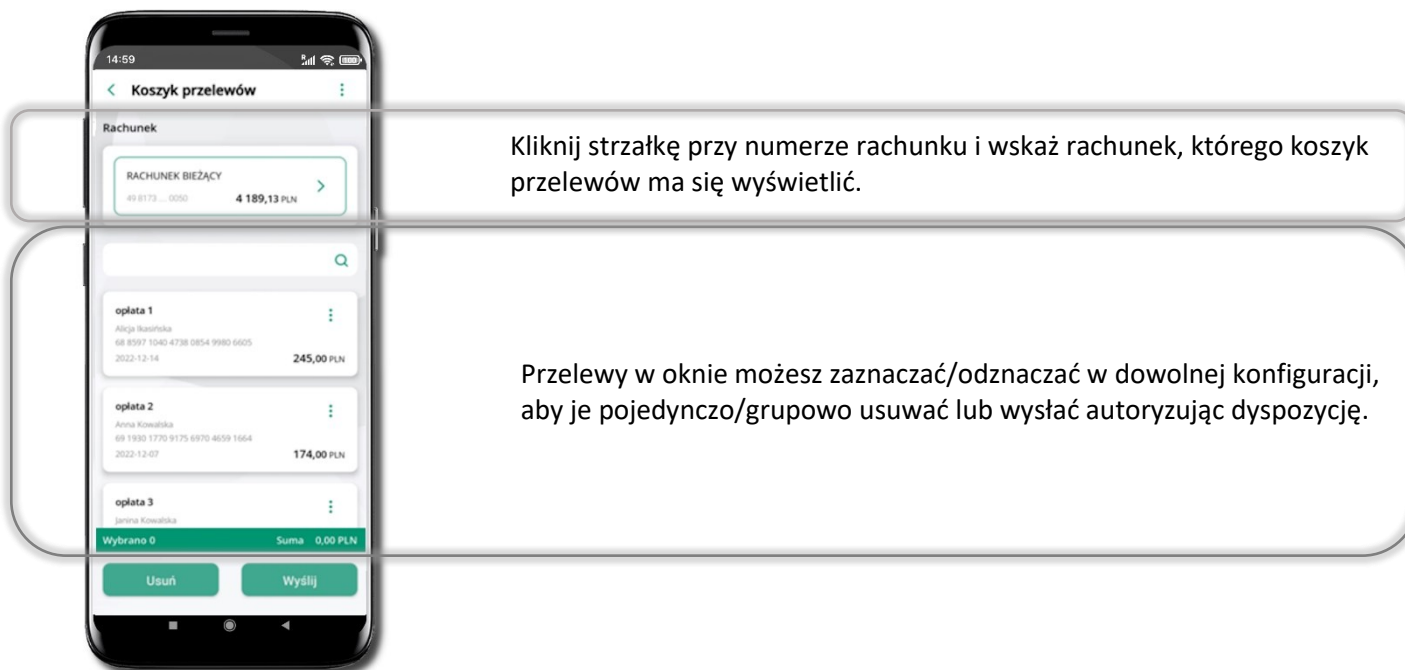 14:59
Koszyk przelewów
Rachunek
RACHUNEK BIEŻĄCY
49 8173 ... 0050 4 189,13 PLN
Kliknij strzałkę przy numerze rachunku i wskaż rachunek, którego koszyk
przelewów ma się wyświetlić.
opłata 1
Alicja Ikasińska
68 8597 1040 4738 0854 9980 6605
2022-12-14 245,00 PLN
opłata 2
Anna Kowalska
69 1930 1770 9175 6970 4659 1664
2022-12-07 174,00 PLN
opłata 3
Janina Kowalska
Przelewy w oknie możesz zaznaczać/odznaczać w dowolnej konfiguracji,
aby je pojedynczo/grupowo usuwać lub wysłać autoryzując dyspozycję.
Wybrano 0 Suma 0,00 PLN
Usuń Wyślij